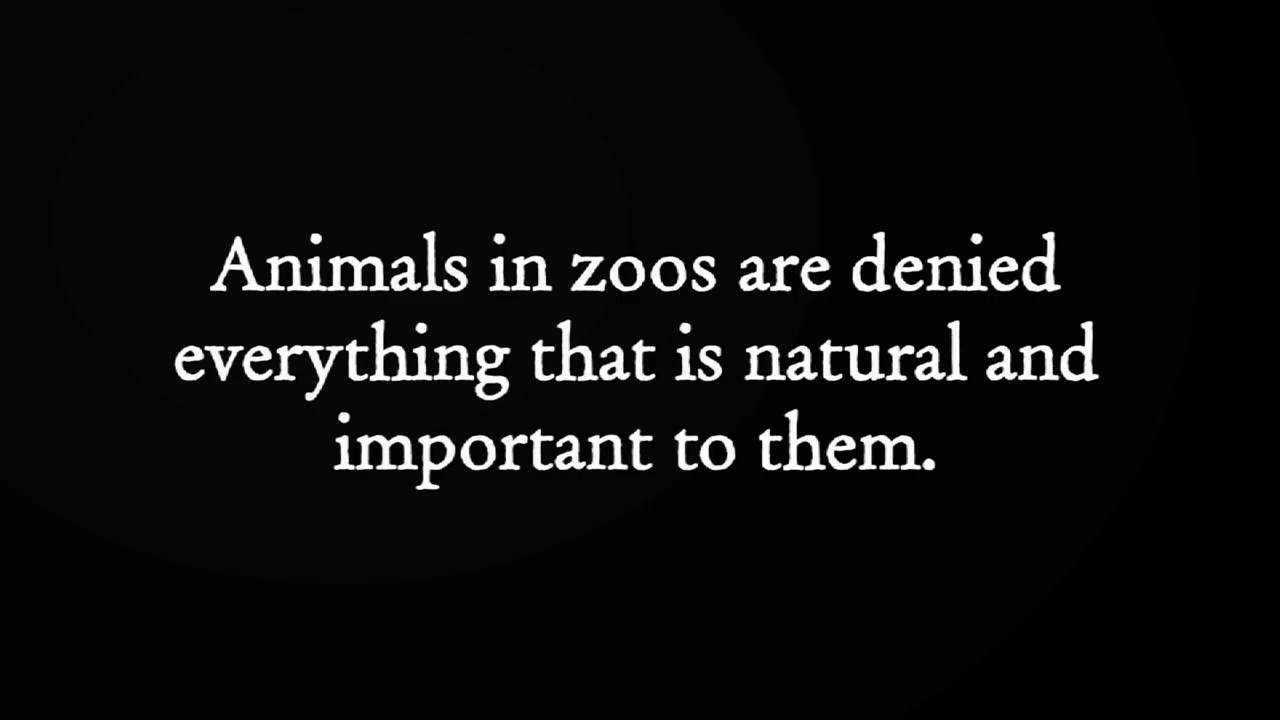 Animals in zoos are denied
everything that is natural and
important to them.